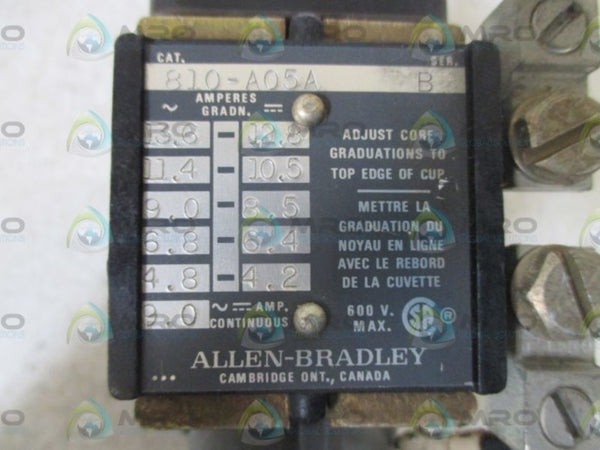 CAT. SER.
810-A05A B
~ AMPERES GRADN. ⎓
13.6 - 12.8
11.4 - 10.5
9.0 - 8.5
6.8 - 6.4
4.8 - 4.2
9.0 ~ ⎓ AMP. CONTINUOUS
ADJUST CORE
GRADUATIONS TO
TOP EDGE OF CUP
METTRE LA
GRADUATION DU
NOYAU EN LIGNE
AVEC LE REBORD
DE LA CUVETTE
600 V.
MAX.
SA ®
ALLEN-BRADLEY
CAMBRIDGE ONT., CANADA